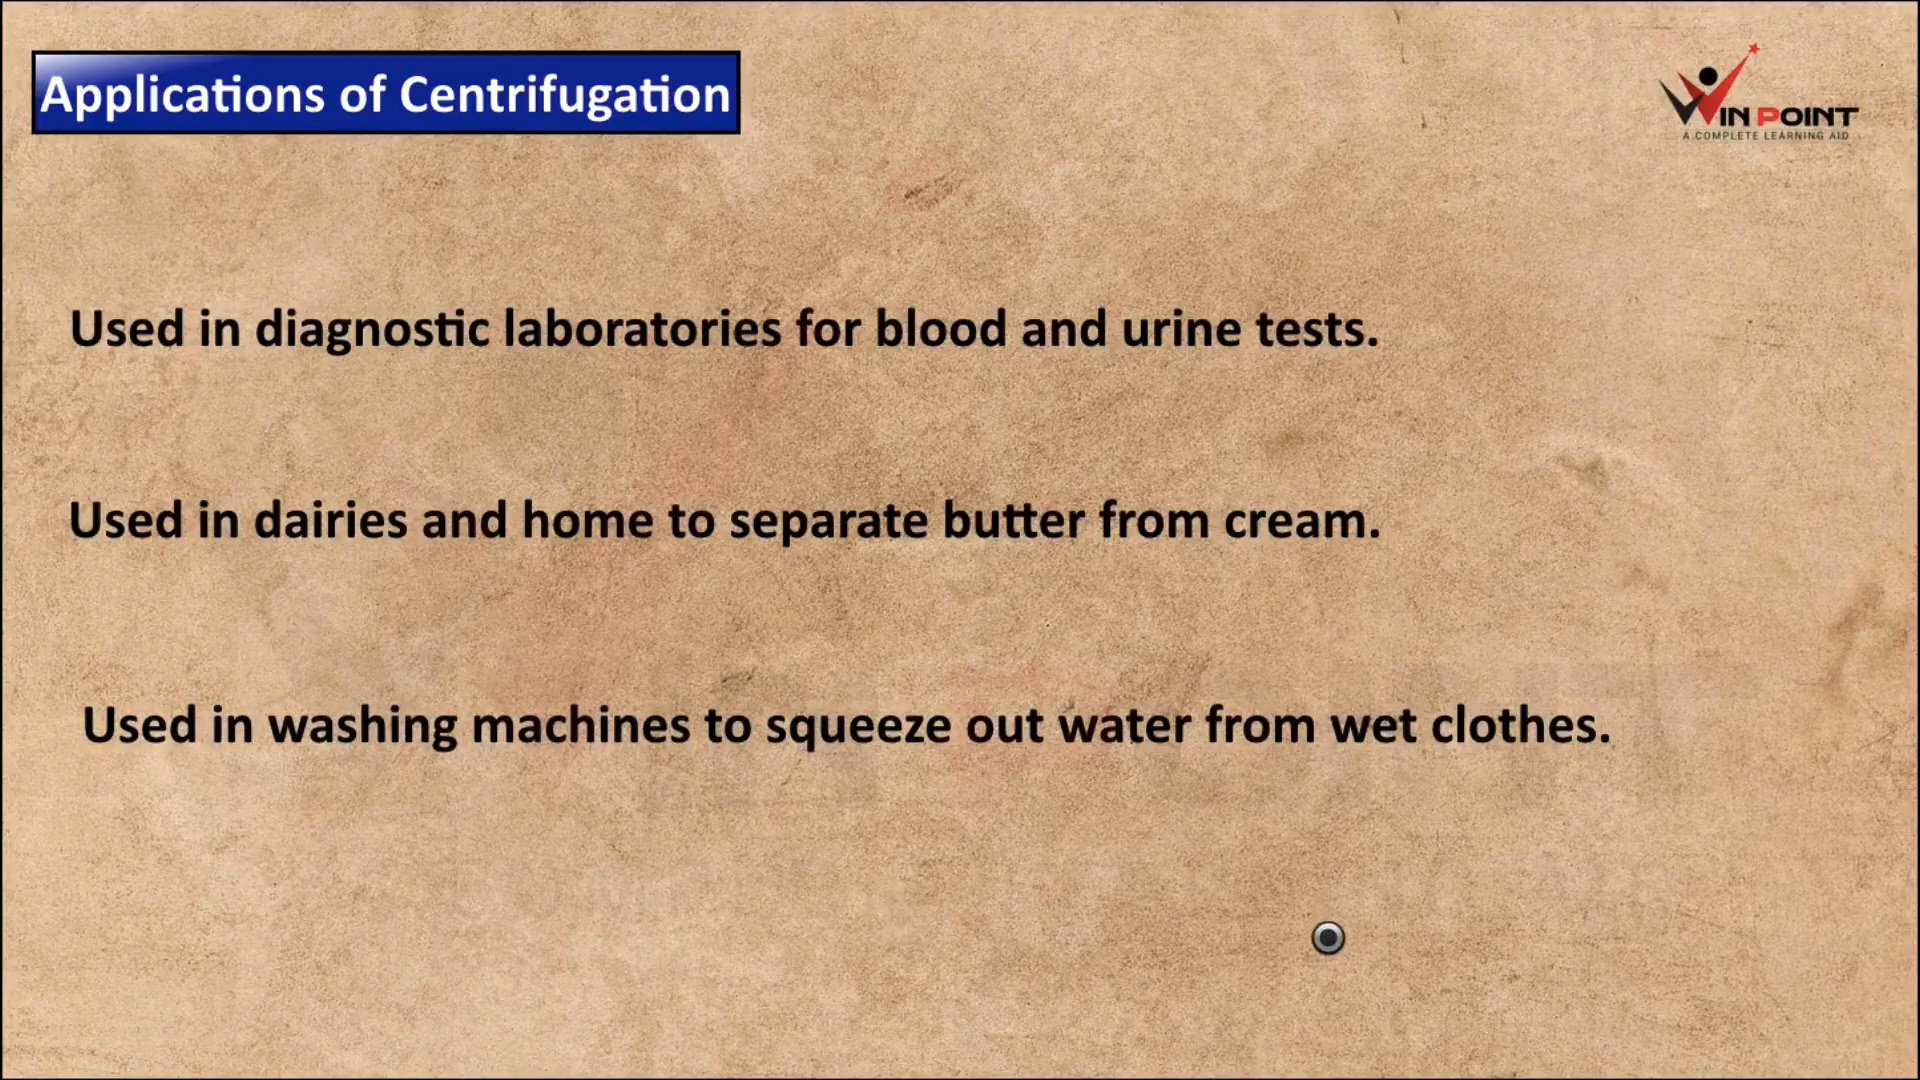 Applications of Centrifugation
WIN POINT
A COMPLETE LEARNING AID
Used in diagnostic laboratories for blood and urine tests.
Used in dairies and home to separate butter from cream.
Used in washing machines to squeeze out water from wet clothes.